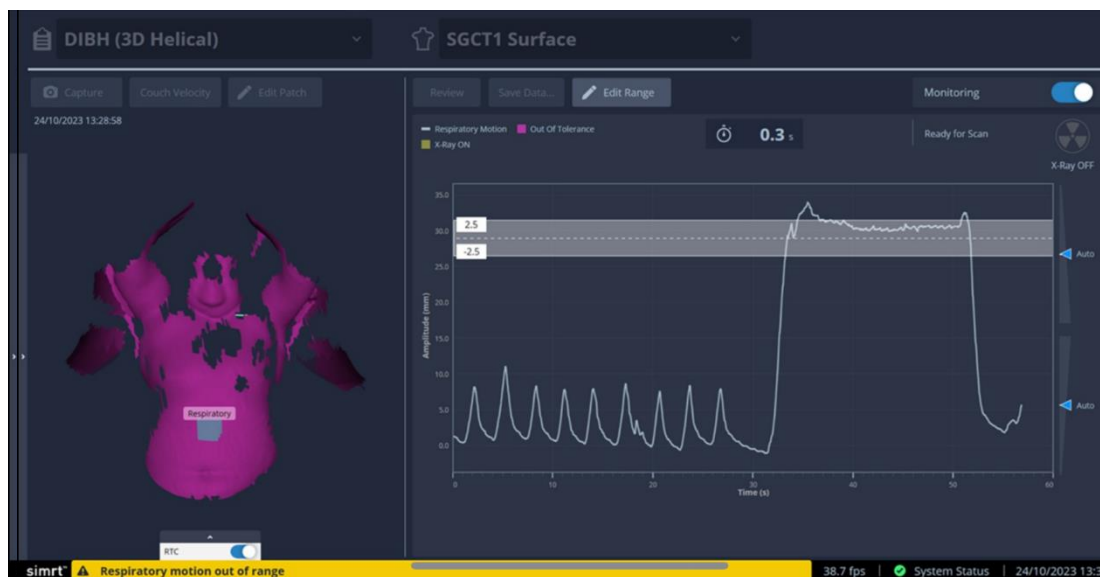 DIBH (3D Helical)
SGCT1 Surface
Capture
Couch Velocity
Edit Patch
Review
Save Data...
Edit Range
Monitoring
24/10/2023 13:28:58
Respiratory Motion
Out Of Tolerance
X-Ray ON
0.3 s
Ready for Scan
X-Ray OFF
35.0
30.0
25.0
20.0
15.0
10.0
5.0
0.0
2.5
-2.5
Amplitude (mm)
0 10 20 30 40 50 60
Time (s)
Auto
Auto
Respiratory
RTC
simrt™
Respiratory motion out of range
38.7 fps
System Status
24/10/2023